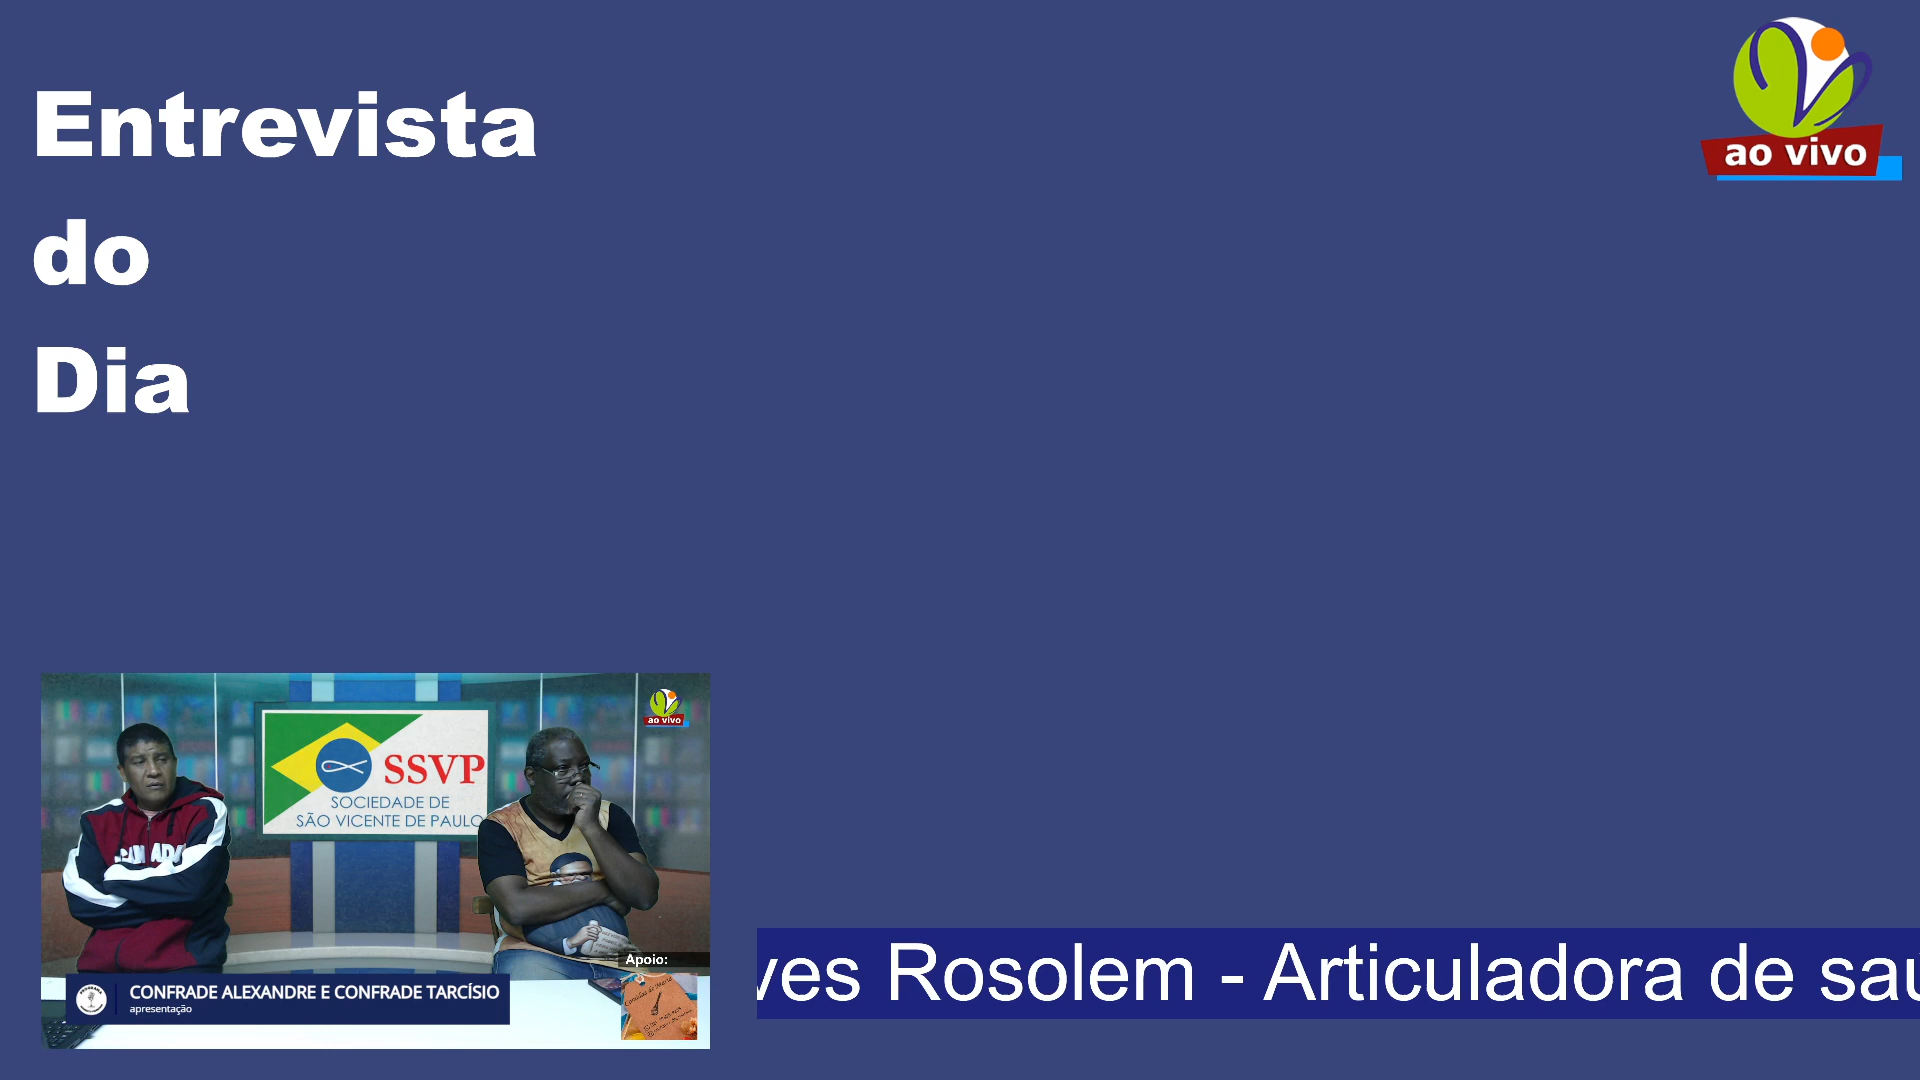 Entrevista
do
Dia
ao vivo
ao vivo
SSVP
SOCIEDADE DE
SÃO VICENTE DE PAULO
Apoio:
CONFRADE ALEXANDRE E CONFRADE TARCÍSIO
apresentação
ves Rosolem - Articuladora de saú